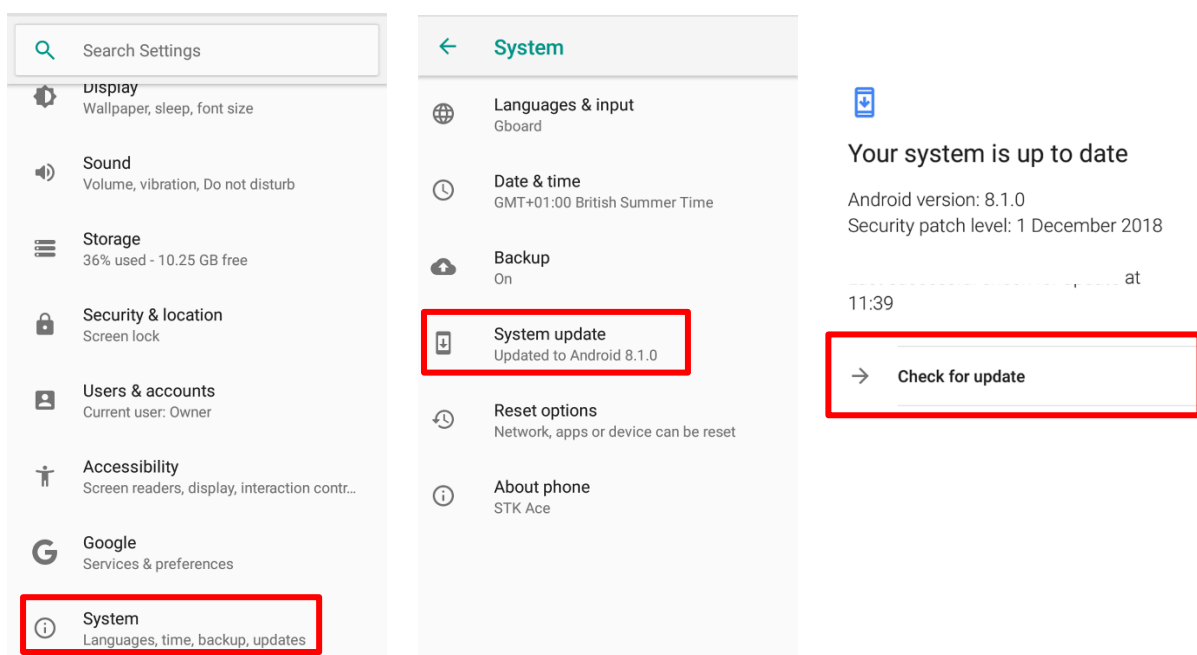 Search Settings
Display
Wallpaper, sleep, font size
Sound
Volume, vibration, Do not disturb
Storage
36% used - 10.25 GB free
Security & location
Screen lock
Users & accounts
Current user: Owner
Accessibility
Screen readers, display, interaction contr...
Google
Services & preferences
System
Languages, time, backup, updates
System
Languages & input
Gboard
Date & time
GMT+01:00 British Summer Time
Backup
On
System update
Updated to Android 8.1.0
Reset options
Network, apps or device can be reset
About phone
STK Ace
Your system is up to date
Android version: 8.1.0
Security patch level: 1 December 2018
at
11:39
Check for update